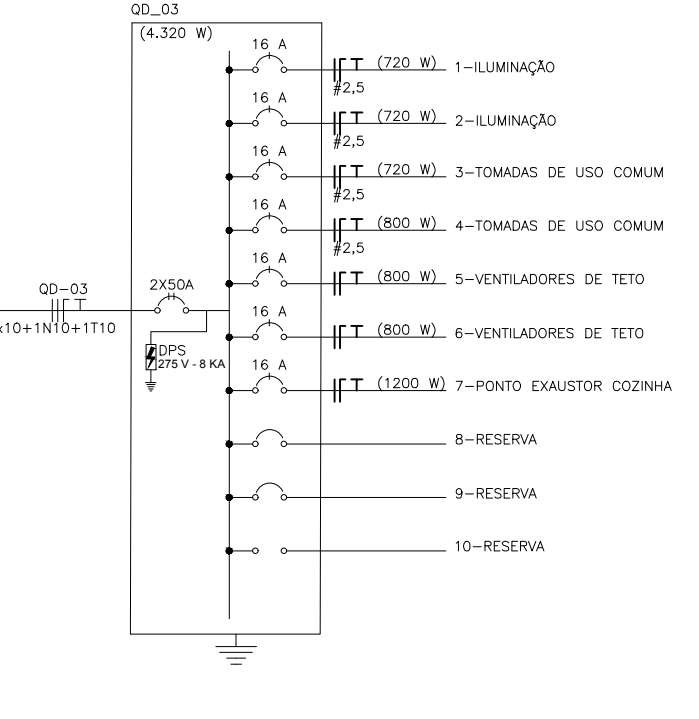 QD_03
(4.320 W)
16 A
(720 W) 1-ILUMINAÇÃO
#2,5
16 A
(720 W) 2-ILUMINAÇÃO
#2,5
16 A
(720 W) 3-TOMADAS DE USO COMUM
#2,5
16 A
(800 W) 4-TOMADAS DE USO COMUM
#2,5
16 A
(800 W) 5-VENTILADORES DE TETO
QD-03
2X50A
x10+1N10+1T10
16 A
(800 W) 6-VENTILADORES DE TETO
DPS
275 V - 8 KA
16 A
(1200 W) 7-PONTO EXAUSTOR COZINHA
8-RESERVA
9-RESERVA
10-RESERVA